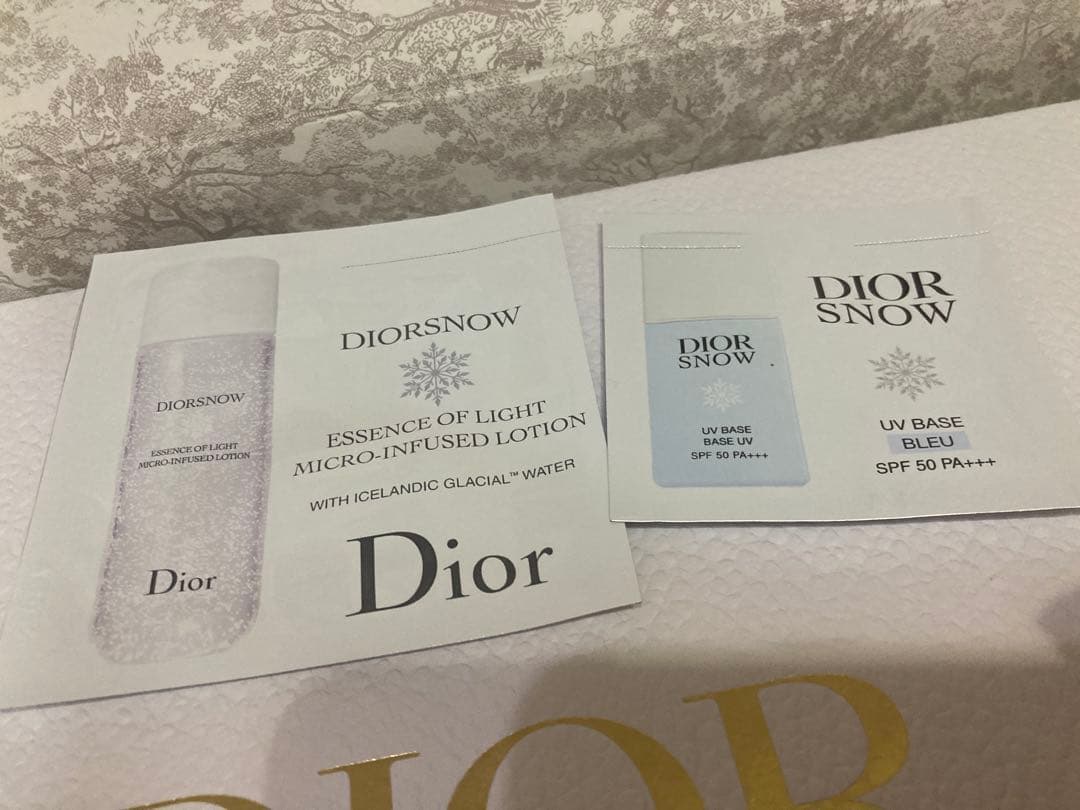 DIORSNOW
ESSENCE OF LIGHT
MICRO-INFUSED LOTION
Dior
DIORSNOW
ESSENCE OF LIGHT
MICRO-INFUSED LOTION
WITH ICELANDIC GLACIAL™ WATER
Dior
DIOR
SNOW
UV BASE
BASE UV
SPF 50 PA+++
DIOR
SNOW
UV BASE
BLEU
SPF 50 PA+++
DIOR